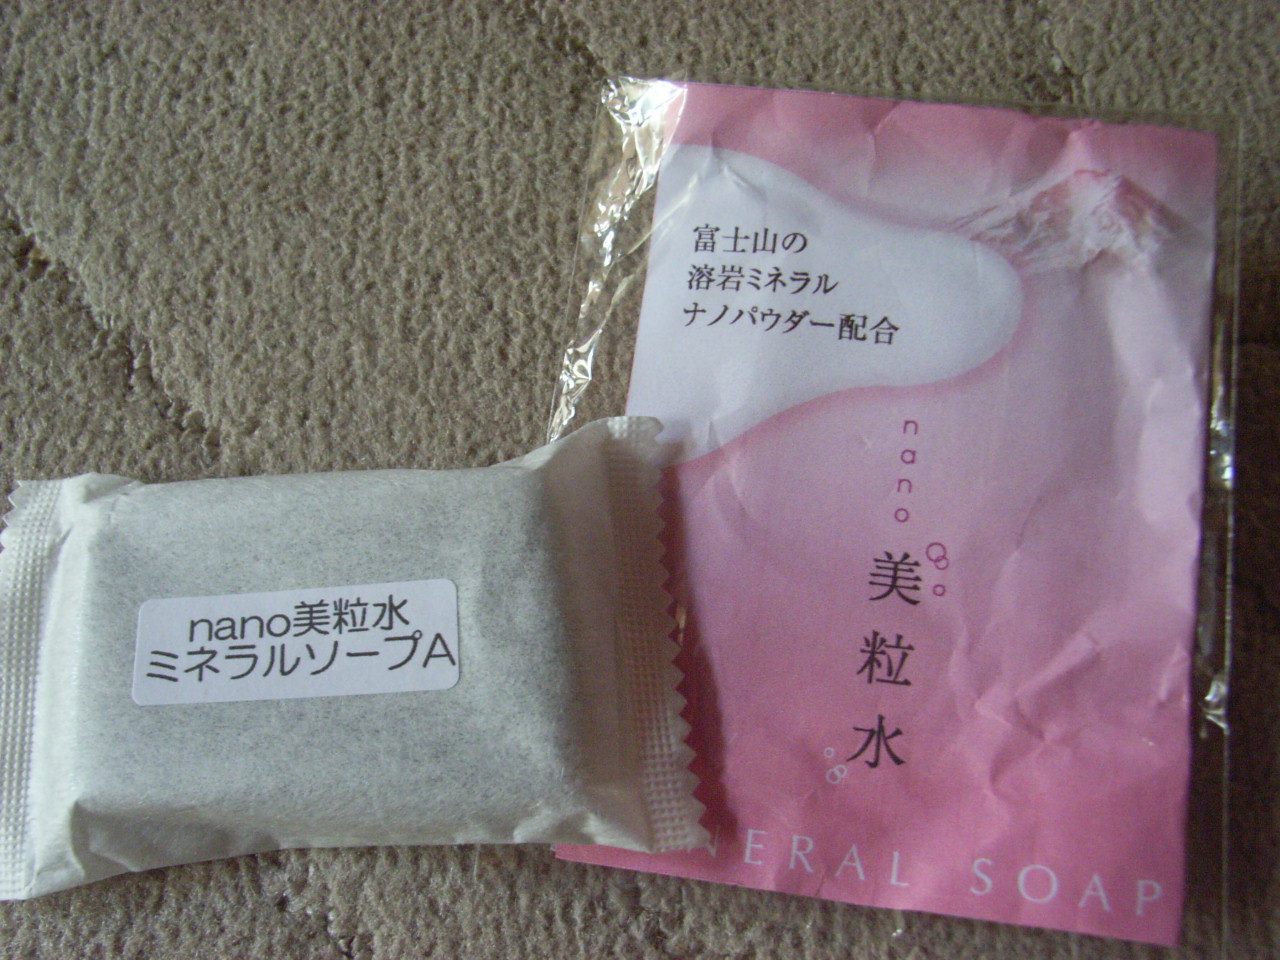 富士山の
溶岩ミネラル
ナノパウダー配合
nano
美粒水
NERAL SOAP
nano美粒水
ミネラルソープA